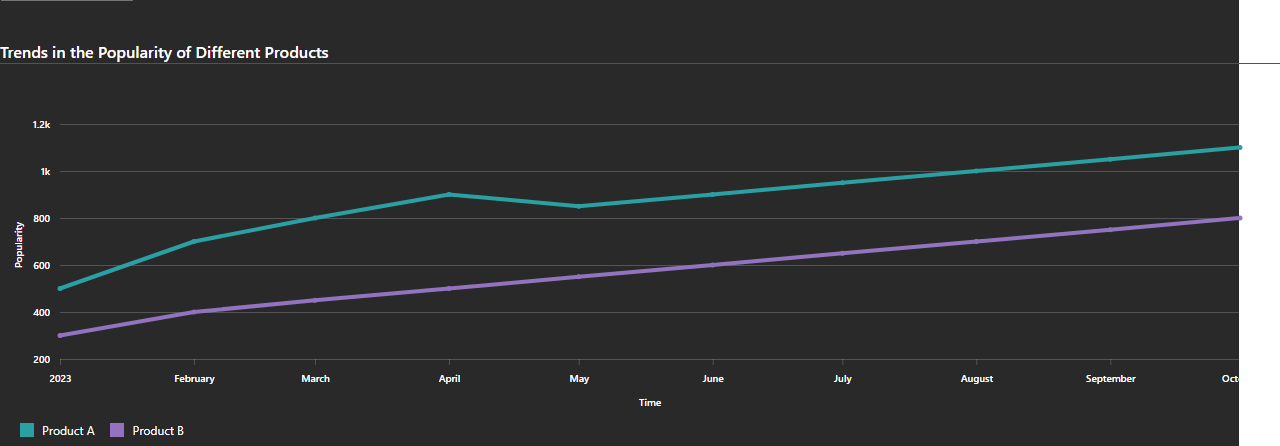 Trends in the Popularity of Different Products
1.2k
1k
800
600
400
200
Popularity
2023 February March April May June July August September Octo
Time
Product A Product B